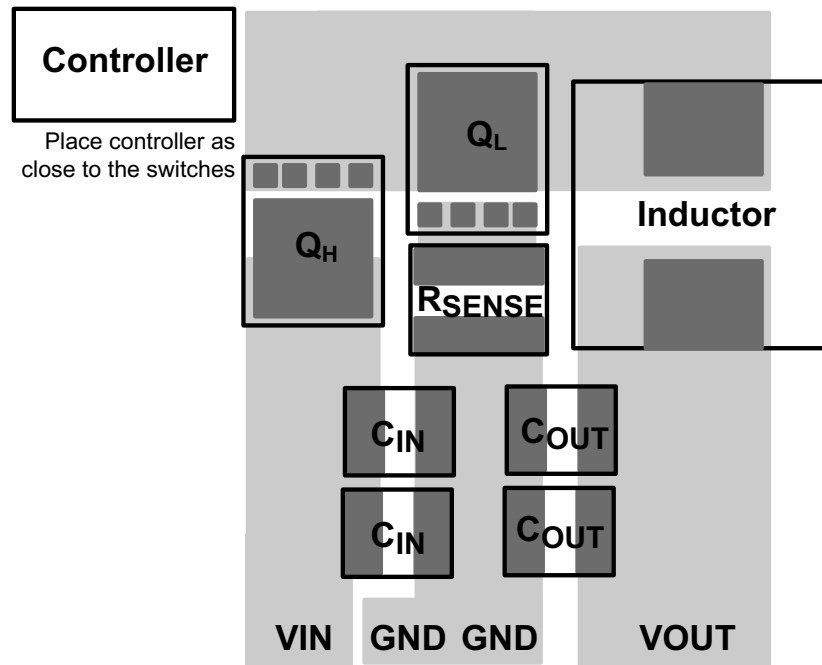 Controller
Place controller as
close to the switches
QL
QH
Inductor
RSENSE
CIN
COUT
CIN
COUT
VIN GND GND VOUT